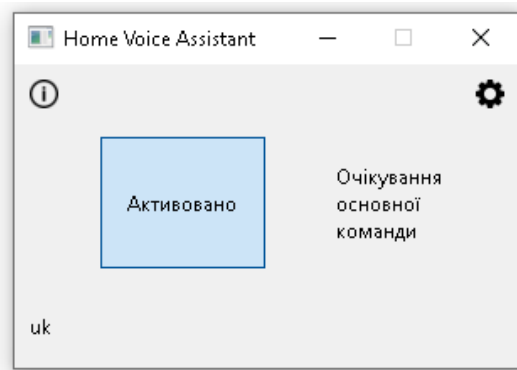 Home Voice Assistant
Активовано
Очікування
основної
команди
uk